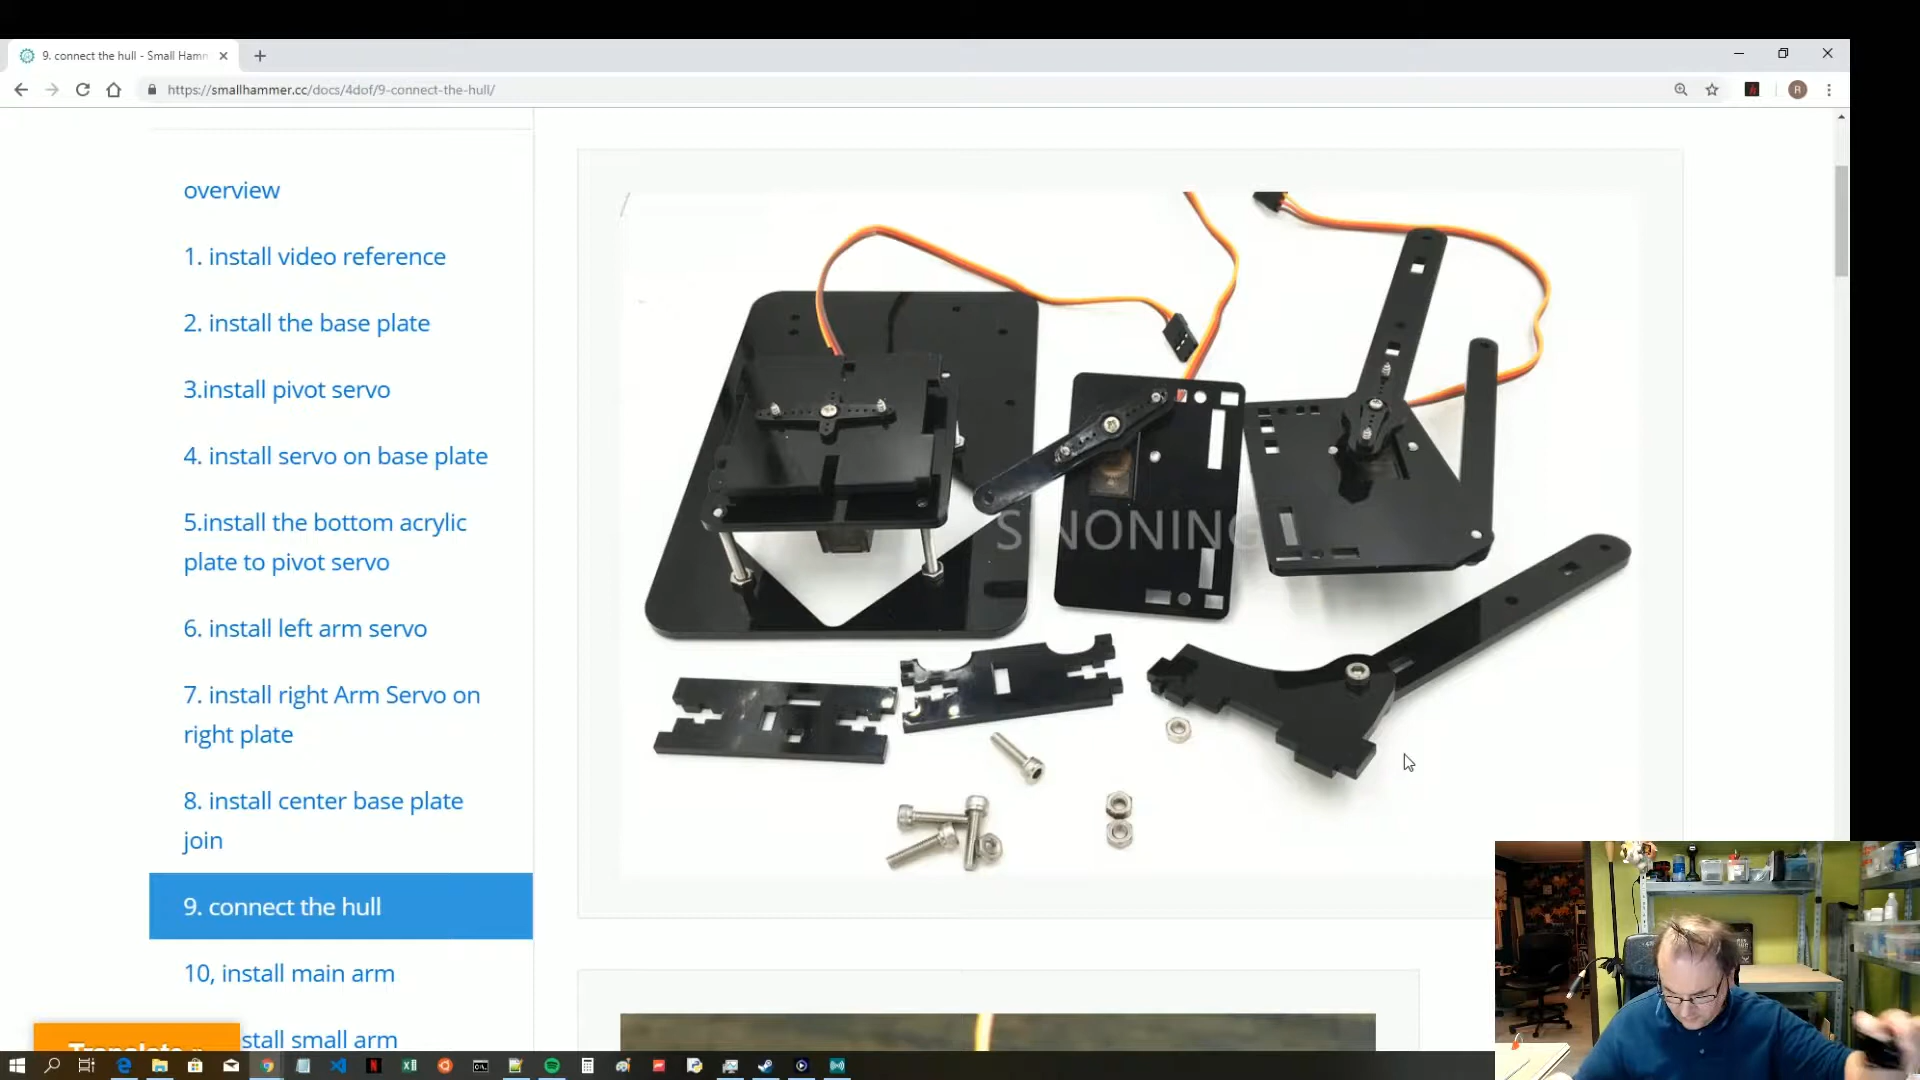 9. connect the hull - Small Ham
https://smallhammer.cc/docs/4dof/9-connect-the-hull/
R
overview
1. install video reference
2. install the base plate
3.install pivot servo
4. install servo on base plate
5.install the bottom acrylic
plate to pivot servo
6. install left arm servo
7. install right Arm Servo on
right plate
8. install center base plate
join
9. connect the hull
10, install main arm
stall small arm
SINONING